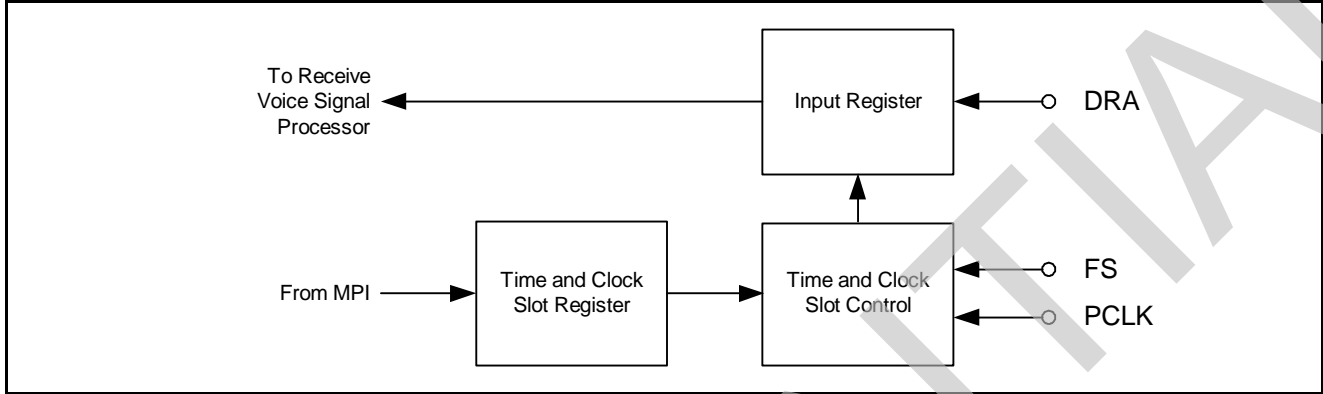 To Receive
Voice Signal
Processor
Input Register
DRA
From MPI
Time and Clock
Slot Register
Time and Clock
Slot Control
FS
PCLK
TIA